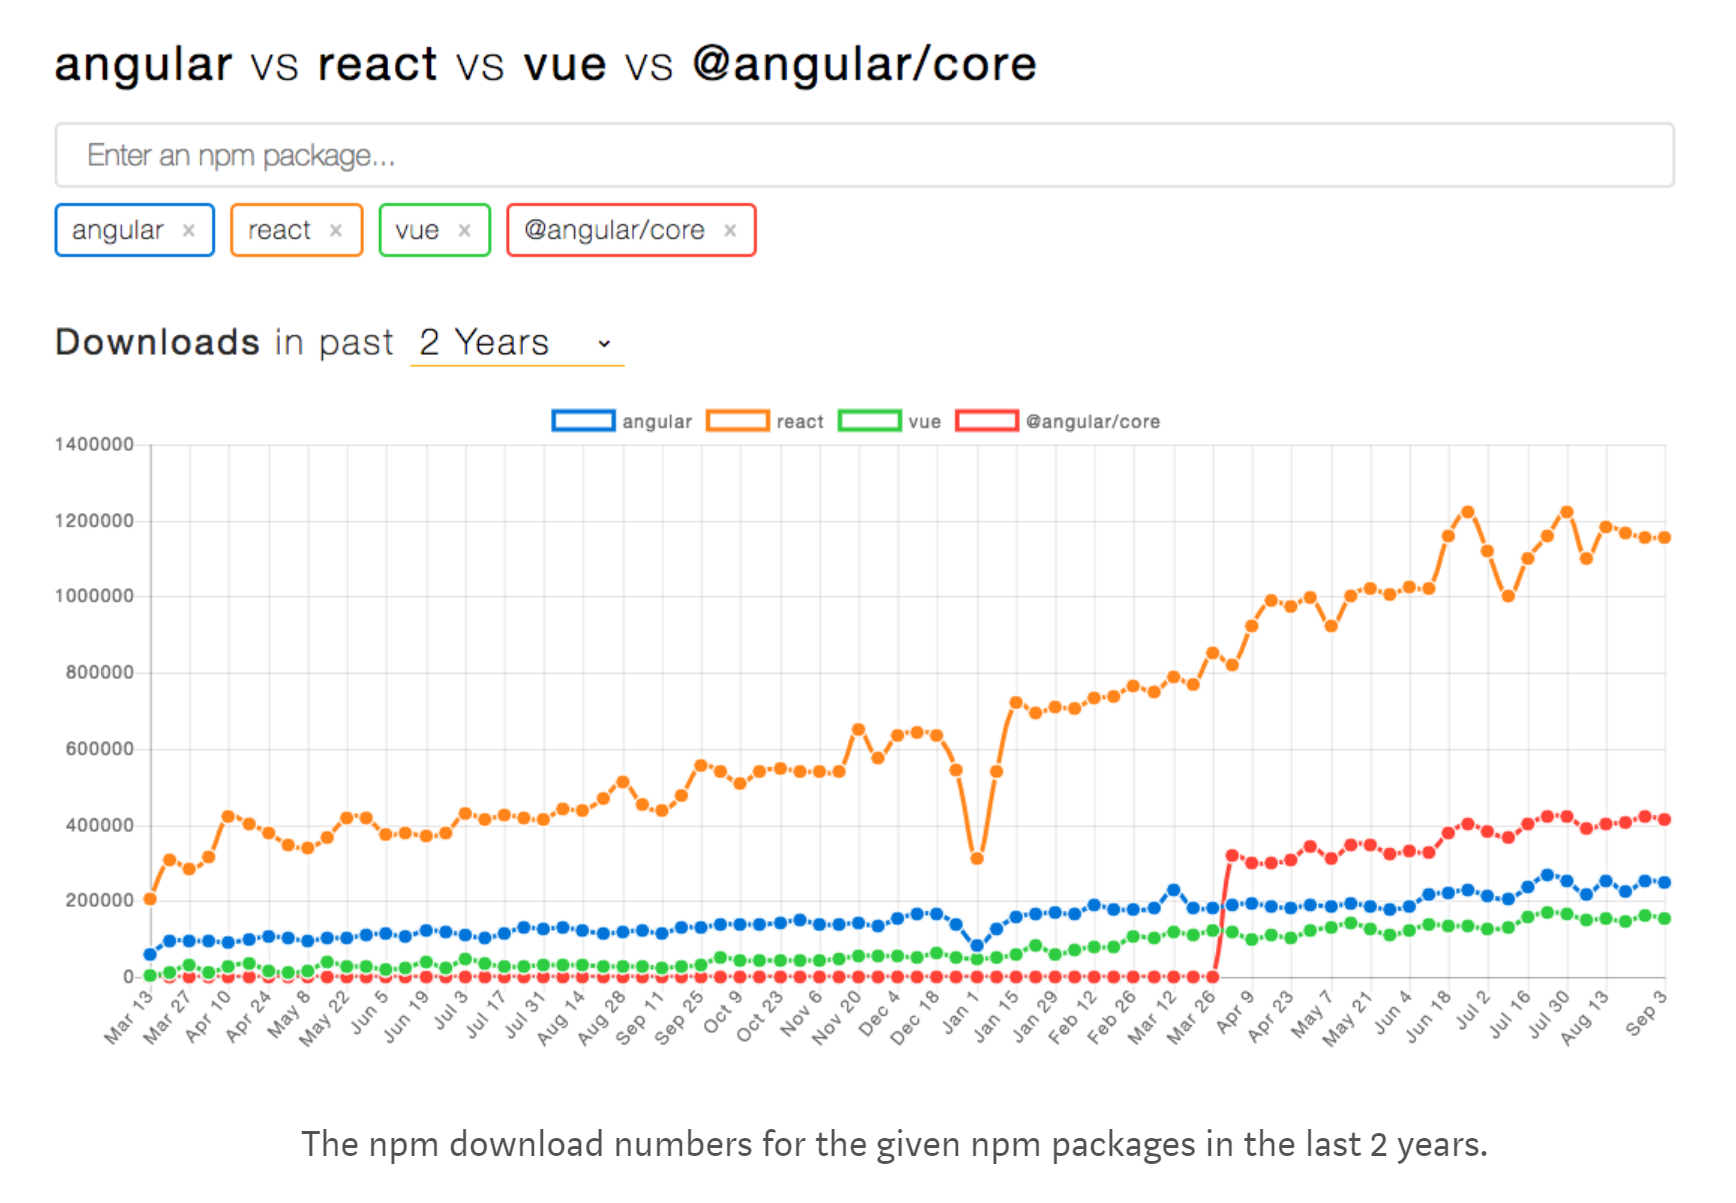 angular vs react vs vue vs @angular/core
Enter an npm package...
angular × react × vue × @angular/core ×
Downloads in past 2 Years
angular react vue @angular/core
1400000
1200000
1000000
800000
600000
400000
200000
0
Mar 13 Mar 27 Apr 10 Apr 24 May 8 May 22 Jun 5 Jun 19 Jul 3 Jul 17 Jul 31 Aug 14 Aug 28 Sep 11 Sep 25 Oct 9 Oct 23 Nov 6 Nov 20 Dec 4 Dec 18 Jan 1 Jan 15 Jan 29 Feb 12 Feb 26 Mar 12 Mar 26 Apr 9 Apr 23 May 7 May 21 Jun 4 Jun 18 Jul 2 Jul 16 Jul 30 Aug 13 Sep 3
The npm download numbers for the given npm packages in the last 2 years.